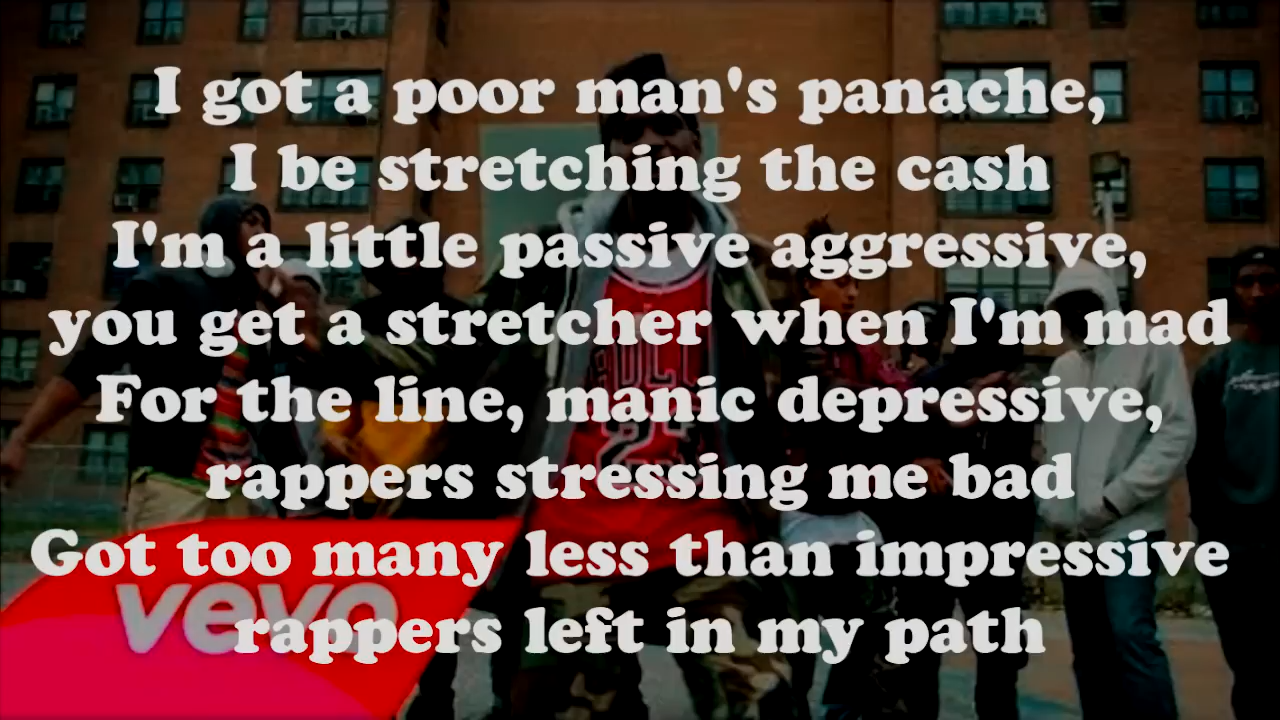 I got a poor man's panache,
I be stretching the cash
I'm a little passive aggressive,
you get a stretcher when I'm mad
For the line, manic depressive,
rappers stressing me bad
Got too many less than impressive
rappers left in my path
vevo